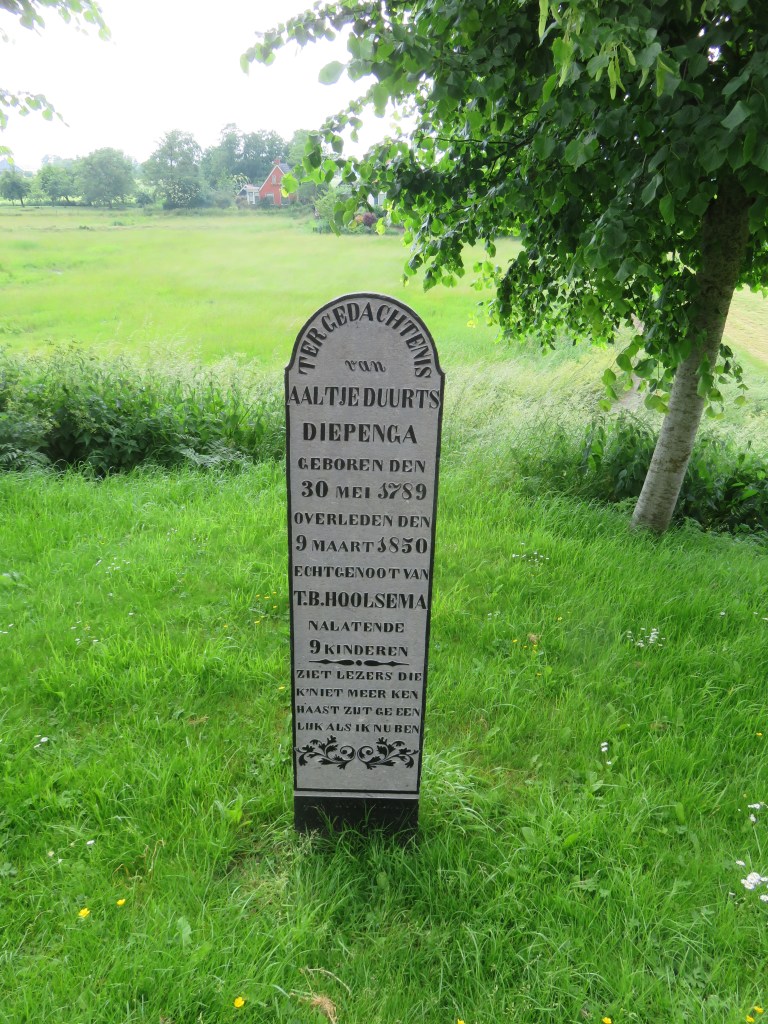 TER GEDACHTENIS
van
AALTJE DUURTS
DIEPENGA
GEBOREN DEN
30 MEI 1789
OVERLEDEN DEN
9 MAART 1850
ECHTGENOOT VAN
T.B. HOOLSEMA
NALATENDE
9 KINDEREN
ZIET LEZERS DIE
K'NIET MEER KEN
HAAST ZIJT GE EEN
LIJK ALS IK NU BEN